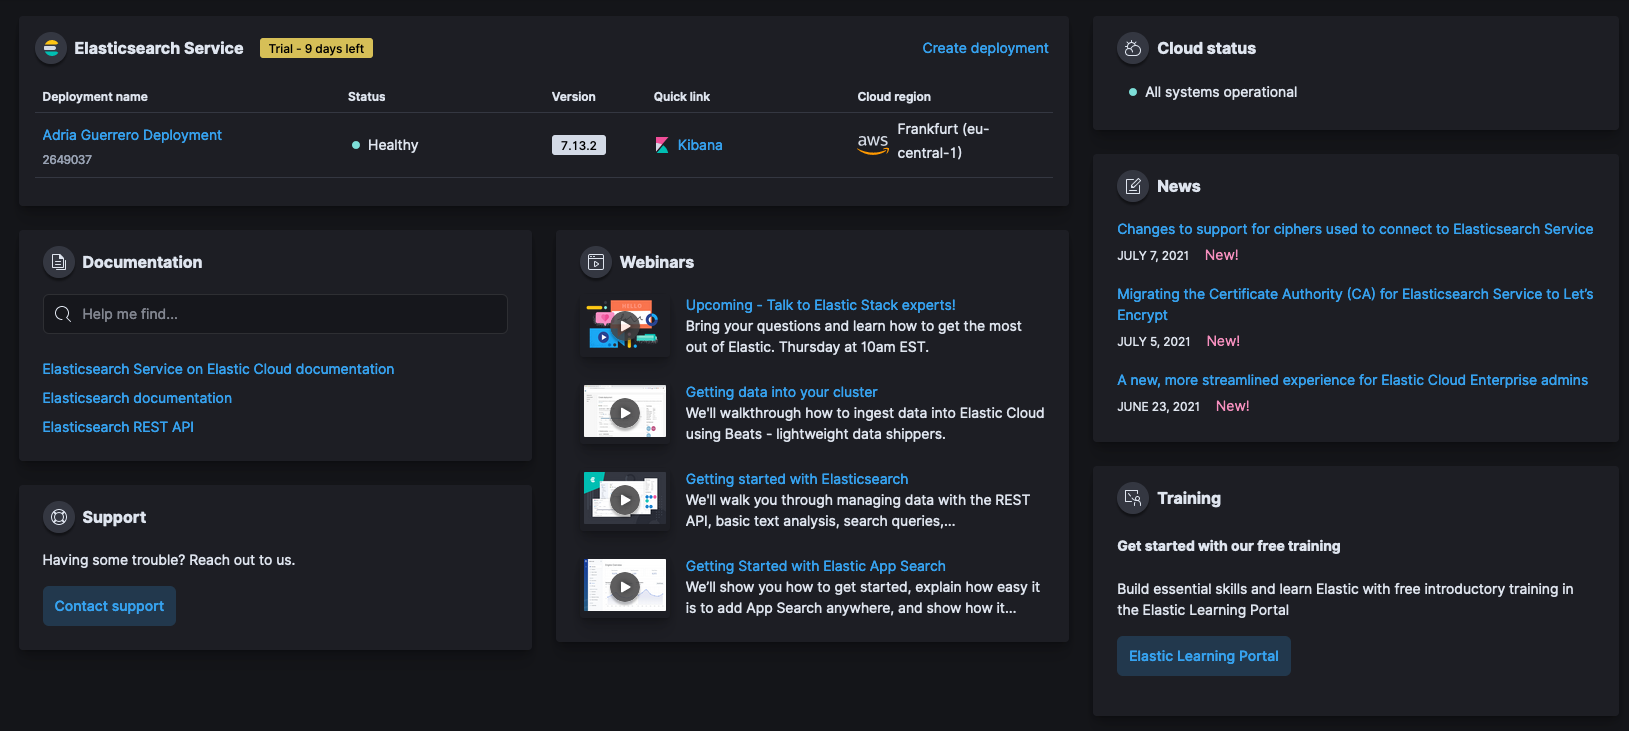 Elasticsearch Service
Trial - 9 days left
Create deployment
Deployment name
Status
Version
Quick link
Cloud region
Adria Guerrero Deployment
2649037
Healthy
7.13.2
Kibana
aws
Frankfurt (eu-
central-1)
Documentation
Help me find...
Elasticsearch Service on Elastic Cloud documentation
Elasticsearch documentation
Elasticsearch REST API
Support
Having some trouble? Reach out to us.
Contact support
Webinars
HELLO
Upcoming - Talk to Elastic Stack experts!
Bring your questions and learn how to get the most
out of Elastic. Thursday at 10am EST.
Getting data into your cluster
We'll walkthrough how to ingest data into Elastic Cloud
using Beats - lightweight data shippers.
Getting started with Elasticsearch
We'll walk you through managing data with the REST
API, basic text analysis, search queries,...
Getting Started with Elastic App Search
We’ll show you how to get started, explain how easy it
is to add App Search anywhere, and show how it...
Cloud status
All systems operational
News
Changes to support for ciphers used to connect to Elasticsearch Service
JULY 7, 2021 New!
Migrating the Certificate Authority (CA) for Elasticsearch Service to Let’s
Encrypt
JULY 5, 2021 New!
A new, more streamlined experience for Elastic Cloud Enterprise admins
JUNE 23, 2021 New!
Training
Get started with our free training
Build essential skills and learn Elastic with free introductory training in
the Elastic Learning Portal
Elastic Learning Portal